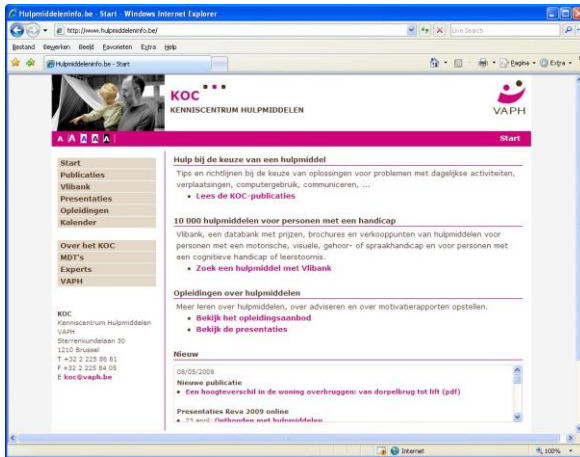 Hulpmiddeleninfo.be - Start - Windows Internet Explorer
http://www.hulpmiddeleninfo.be/
Live Search
Bestand Bewerken Beeld Favorieten Extra Help
Hulpmiddeleninfo.be - Start
Pagina Extra
KOC
KENNISCENTRUM HULPMIDDELEN
VAPH
A A A A A
Start
Start
Publicaties
Vlibank
Presentaties
Opleidingen
Kalender
Over het KOC
MDT's
Experts
VAPH
KOC
Kenniscentrum Hulpmiddelen
VAPH
Sterrenkundelaan 30
1210 Brussel
T +32 2 225 86 61
F +32 2 225 84 05
E koc@vaph.be
Hulp bij de keuze van een hulpmiddel
Tips en richtlijnen bij de keuze van oplossingen voor problemen met dagelijkse activiteiten,
verplaatsingen, computergebruik, communiceren, ...
• Lees de KOC-publicaties
10 000 hulpmiddelen voor personen met een handicap
Vlibank, een databank met prijzen, brochures en verkooppunten van hulpmiddelen voor
personen met een motorische, visuele, gehoor- of spraakhandicap en voor personen met
een cognitieve handicap of leerstoornis.
• Zoek een hulpmiddel met Vlibank
Opleidingen over hulpmiddelen
Meer leren over hulpmiddelen, over adviseren en over motivatierapporten opstellen.
• Bekijk het opleidingsaanbod
• Bekijk de presentaties
Nieuw
08/05/2009
Nieuwe publicatie
• Een hoogteverschil in de woning overbruggen: van dorpelbrug tot lift (pdf)
Presentaties Reva 2009 online
• 23 april: Onthouden met hulpmiddelen
Internet
100%